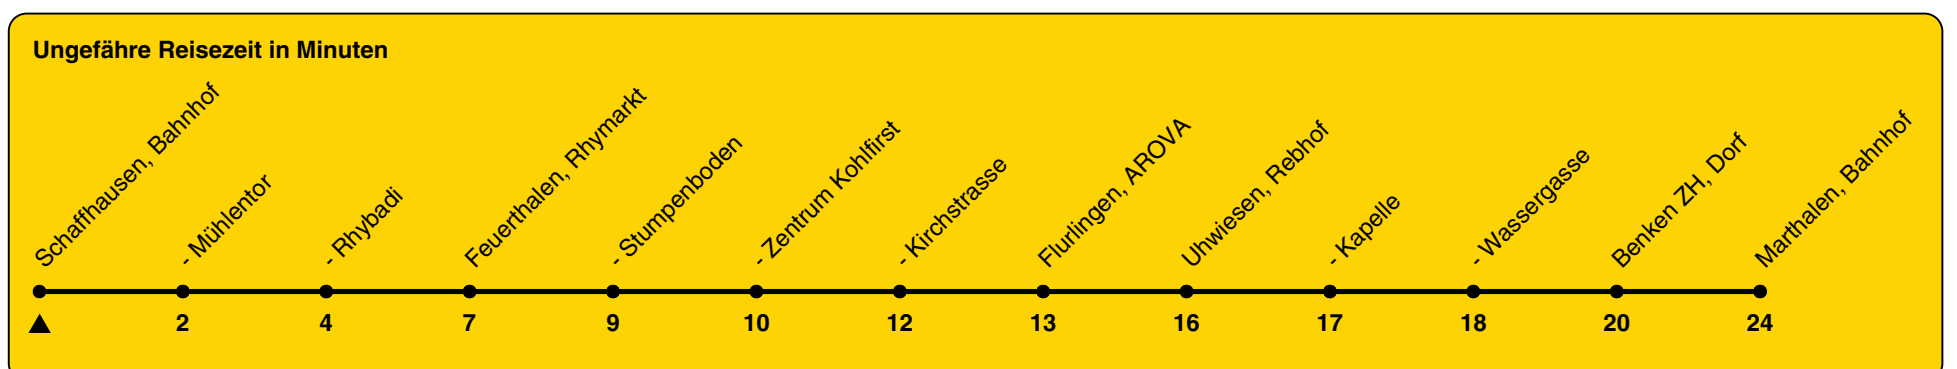 Ungefähre Reisezeit in Minuten
Schaffhausen, Bahnhof
- Mühlentor
- Rhybadi
Feuerthalen, Rhymarkt
- Stumpenboden
- Zentrum Kohlfirst
- Kirchstrasse
Flurlingen, AROVA
Uhwiesen, Rebhof
- Kapelle
- Wassergasse
Benken ZH, Dorf
Marthalen, Bahnhof
2 4 7 9 10 12 13 16 17 18 20 24